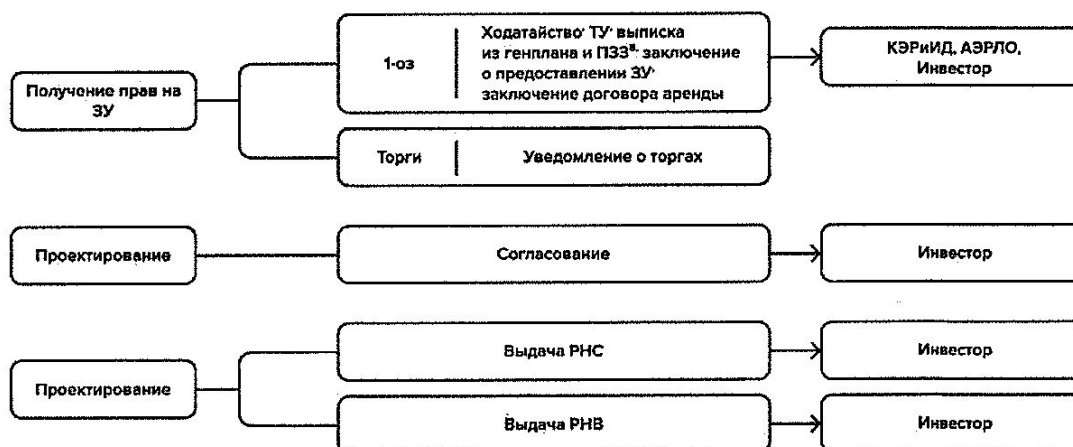 Получение прав на
ЗУ
1-оз
Ходатайство, ТУ, выписка
из генплана и ПЗЗ⁸, заключение
о предоставлении ЗУ,
заключение договора аренды
КЭРиИД, АЭРЛО,
Инвестор
Торги
Уведомление о торгах
Проектирование
Согласование
Инвестор
Проектирование
Выдача РНС
Инвестор
Выдача РНВ
Инвестор